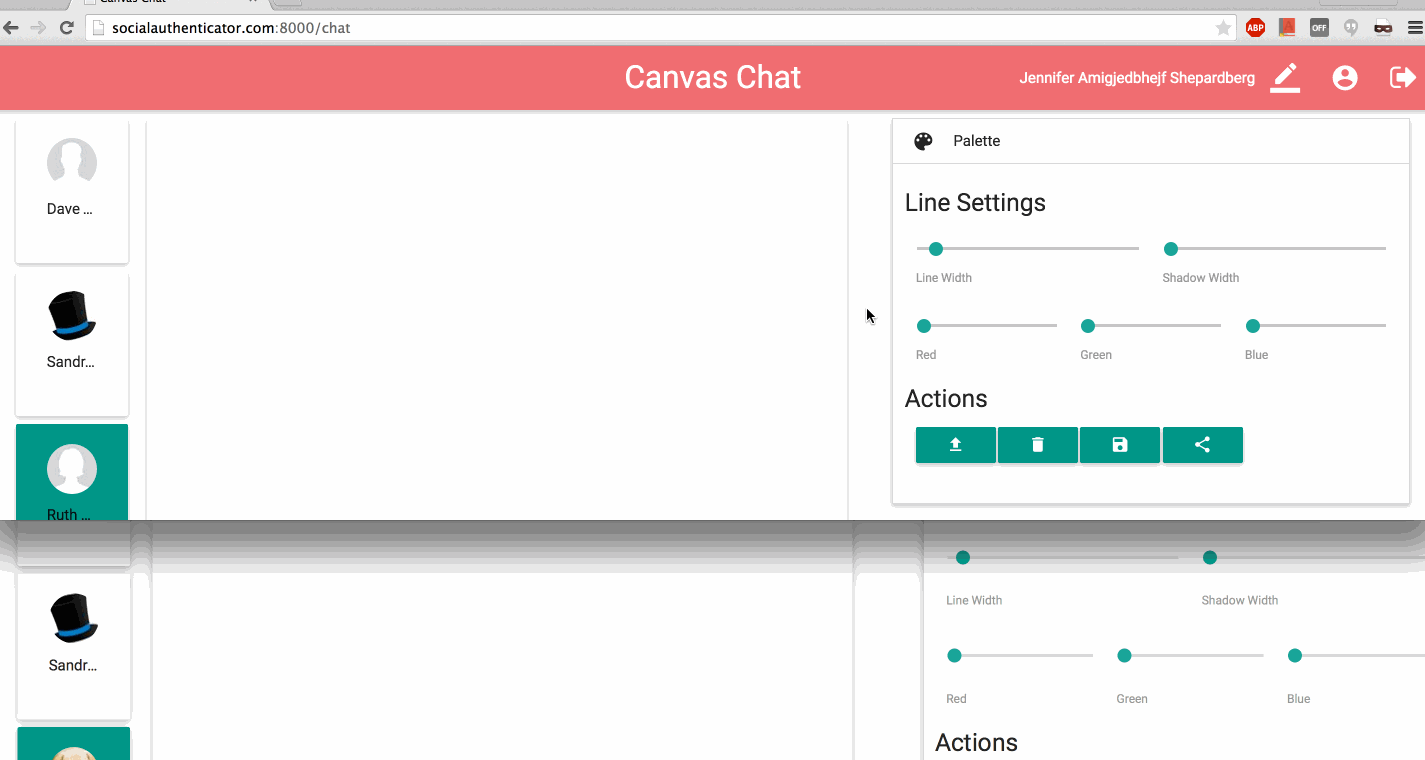 Canvas Chat
socialauthenticator.com:8000/chat
ABP
OFF
Canvas Chat
Jennifer Amigjedbhejf Shepardberg
Dave ...
Sandr...
Ruth ...
Palette
Line Settings
Line Width Shadow Width
Red Green Blue
Actions
Sandr...
Line Width Shadow Width
Red Green Blue
Actions